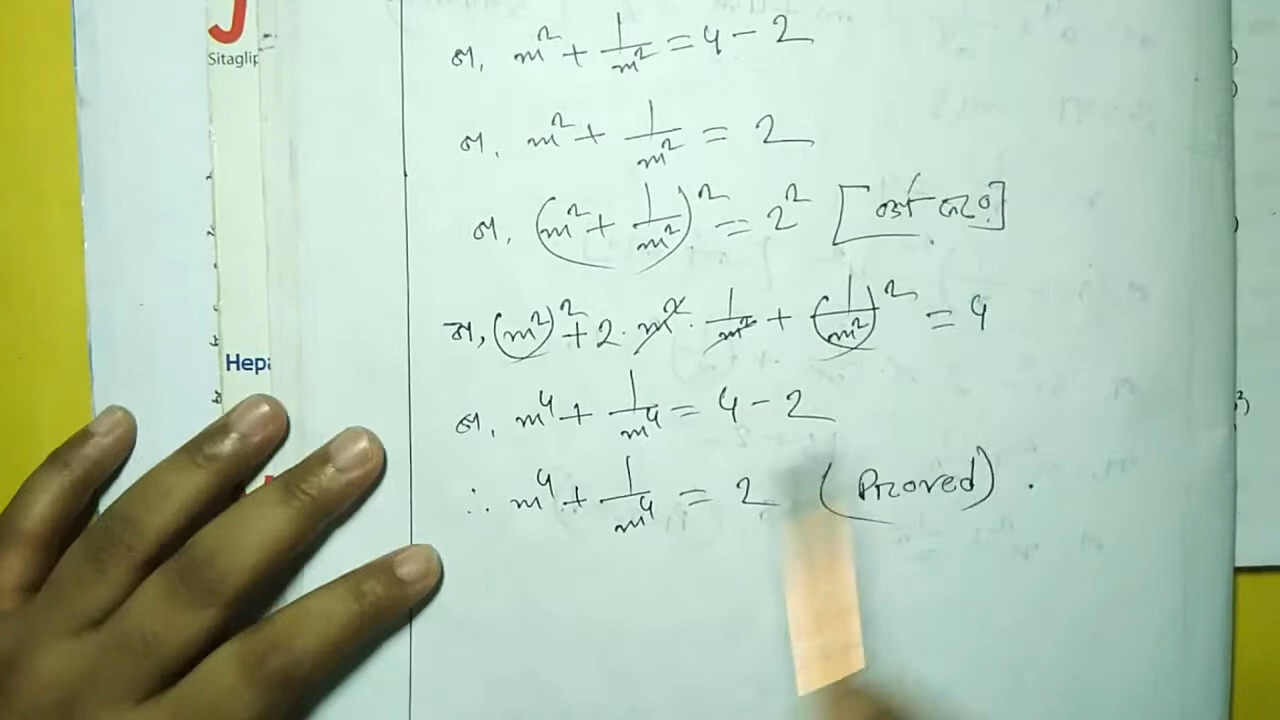 J
Sitaglip
Hepa
বা, m² + 1/m² = 4 - 2
বা, m² + 1/m² = 2
বা, (m² + 1/m²)² = 2² [বর্গ করে]
বা, (m²)² + 2 · m² · 1/m² + (1/m²)² = 4
বা, m⁴ + 1/m⁴ = 4 - 2
∴ m⁴ + 1/m⁴ = 2 (Proved) .